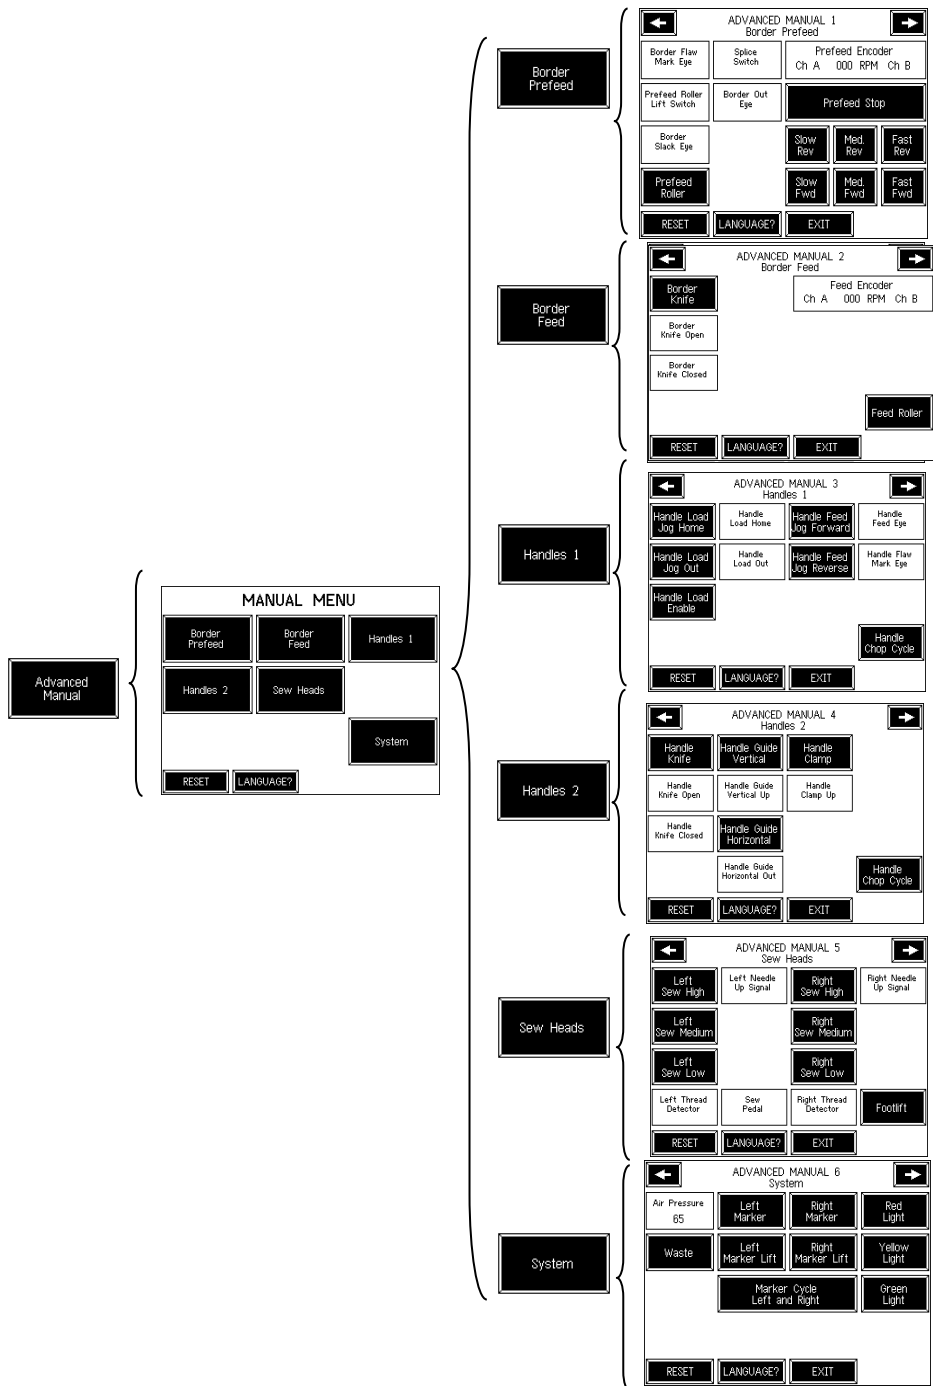 Advanced
Manual
MANUAL MENU
Border
Prefeed
Border
Feed
Handles 1
Handles 2
Sew Heads
System
RESET
LANGUAGE?
Border
Prefeed
ADVANCED MANUAL 1
Border Prefeed
Border Flaw
Mark Eye
Splice
Switch
Prefeed Encoder
Ch A 000 RPM Ch B
Prefeed Roller
Lift Switch
Border Out
Eye
Prefeed Stop
Border
Slack Eye
Slow
Rev
Med.
Rev
Fast
Rev
Prefeed
Roller
Slow
Fwd
Med.
Fwd
Fast
Fwd
RESET
LANGUAGE?
EXIT
Border
Feed
ADVANCED MANUAL 2
Border Feed
Border
Knife
Feed Encoder
Ch A 000 RPM Ch B
Border
Knife Open
Border
Knife Closed
Feed Roller
RESET
LANGUAGE?
EXIT
Handles 1
ADVANCED MANUAL 3
Handles 1
Handle Load
Jog Home
Handle
Load Home
Handle Feed
Jog Forward
Handle
Feed Eye
Handle Load
Jog Out
Handle
Load Out
Handle Feed
Jog Reverse
Handle Flaw
Mark Eye
Handle Load
Enable
Handle
Chop Cycle
RESET
LANGUAGE?
EXIT
Handles 2
ADVANCED MANUAL 4
Handles 2
Handle
Knife
Handle Guide
Vertical
Handle
Clamp
Handle
Knife Open
Handle Guide
Vertical Up
Handle
Clamp Up
Handle
Knife Closed
Handle Guide
Horizontal
Handle Guide
Horizontal Out
Handle
Chop Cycle
RESET
LANGUAGE?
EXIT
Sew Heads
ADVANCED MANUAL 5
Sew Heads
Left
Sew High
Left Needle
Up Signal
Right
Sew High
Right Needle
Up Signal
Left
Sew Medium
Right
Sew Medium
Left
Sew Low
Right
Sew Low
Left Thread
Detector
Sew
Pedal
Right Thread
Detector
Footlift
RESET
LANGUAGE?
EXIT
System
ADVANCED MANUAL 6
System
Air Pressure
65
Left
Marker
Right
Marker
Red
Light
Waste
Left
Marker Lift
Right
Marker Lift
Yellow
Light
Marker Cycle
Left and Right
Green
Light
RESET
LANGUAGE?
EXIT